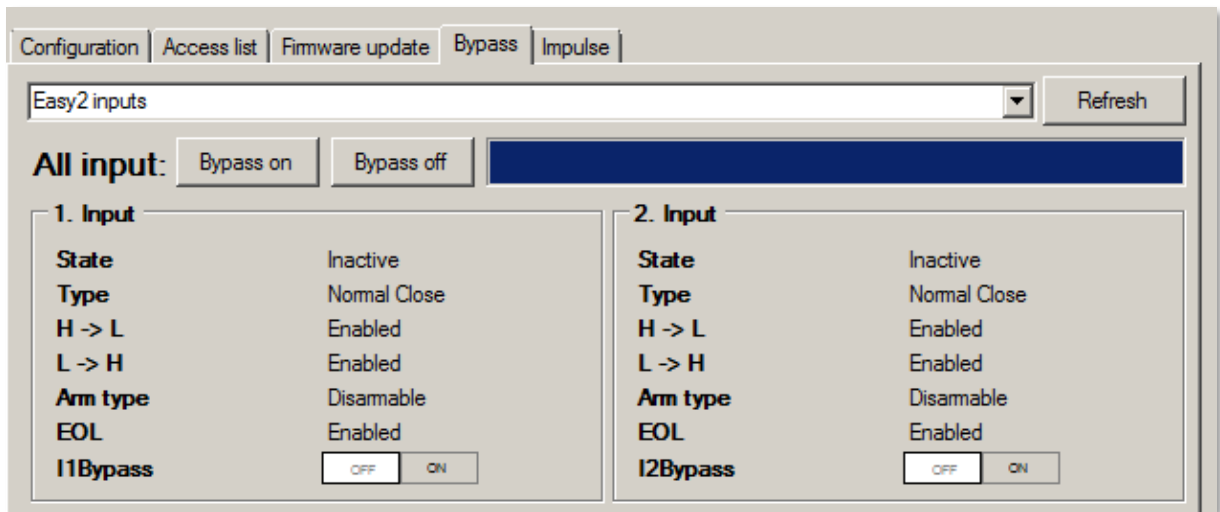 Configuration Access list Firmware update Bypass Impulse
Easy2 inputs Refresh
All input: Bypass on Bypass off
1. Input
State Inactive
Type Normal Close
H -> L Enabled
L -> H Enabled
Arm type Disarmable
EOL Enabled
I1Bypass OFF ON
2. Input
State Inactive
Type Normal Close
H -> L Enabled
L -> H Enabled
Arm type Disarmable
EOL Enabled
I2Bypass OFF ON